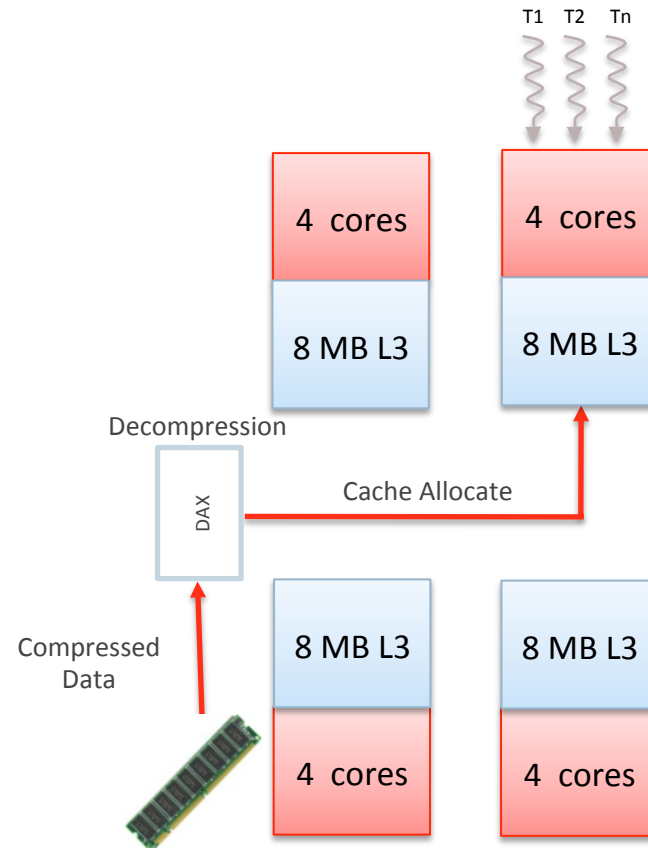 T1 T2 Tn
4 cores
4 cores
8 MB L3
8 MB L3
Decompression
DAX
Cache Allocate
Compressed
Data
8 MB L3
8 MB L3
4 cores
4 cores